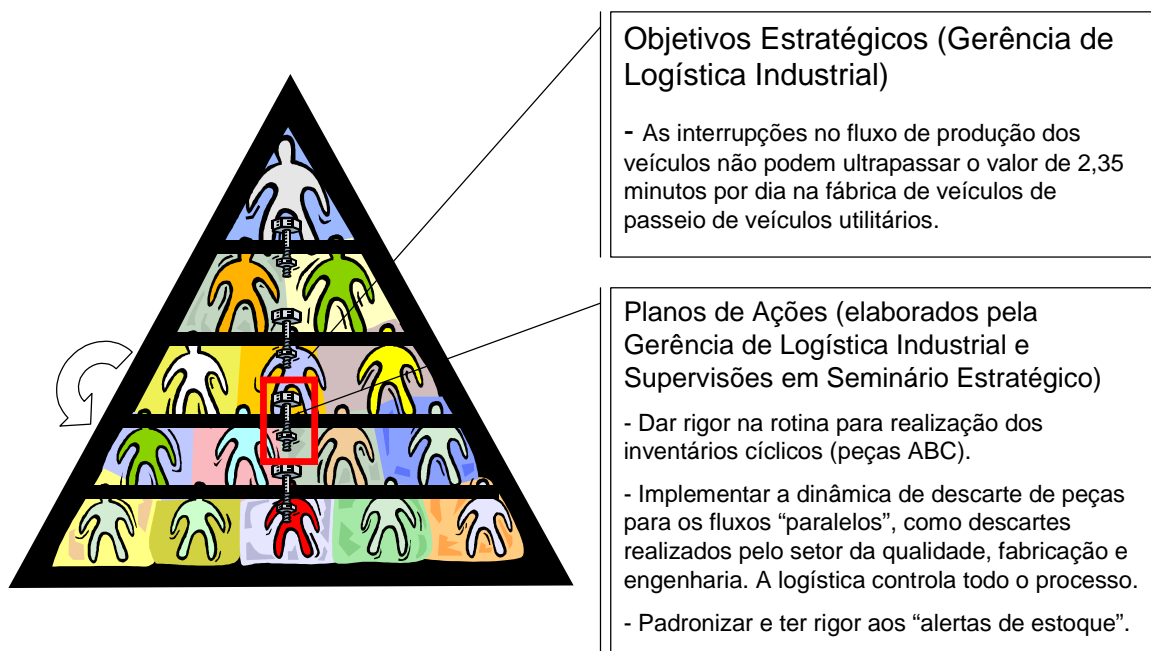 Objetivos Estratégicos (Gerência de
Logística Industrial)
- As interrupções no fluxo de produção dos
veículos não podem ultrapassar o valor de 2,35
minutos por dia na fábrica de veículos de
passeio de veículos utilitários.
Planos de Ações (elaborados pela
Gerência de Logística Industrial e
Supervisões em Seminário Estratégico)
- Dar rigor na rotina para realização dos
inventários cíclicos (peças ABC).
- Implementar a dinâmica de descarte de peças
para os fluxos “paralelos”, como descartes
realizados pelo setor da qualidade, fabricação e
engenharia. A logística controla todo o processo.
- Padronizar e ter rigor aos “alertas de estoque”.